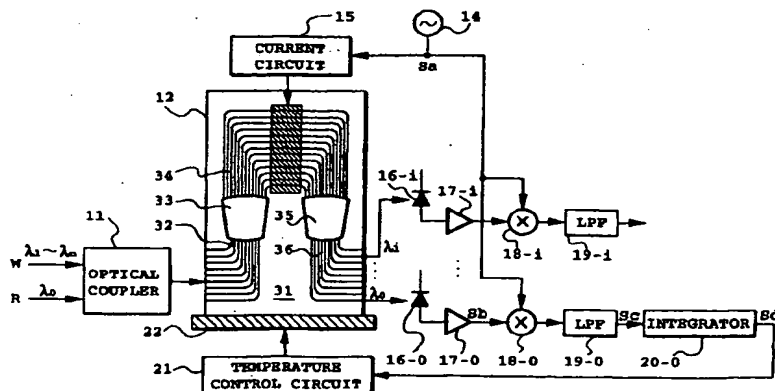 15
14
CURRENT
CIRCUIT
Sa
12
34
33
32
35
36
31
22
11
λ1~λn
W
OPTICAL
COUPLER
R
λ0
16-i
17-i
18-i
LPF
19-i
λi
λ0
16-0
Sb
17-0
18-0
LPF
19-0
Sc
INTEGRATOR
20-0
Sd
21
TEMPERATURE
CONTROL CIRCUIT